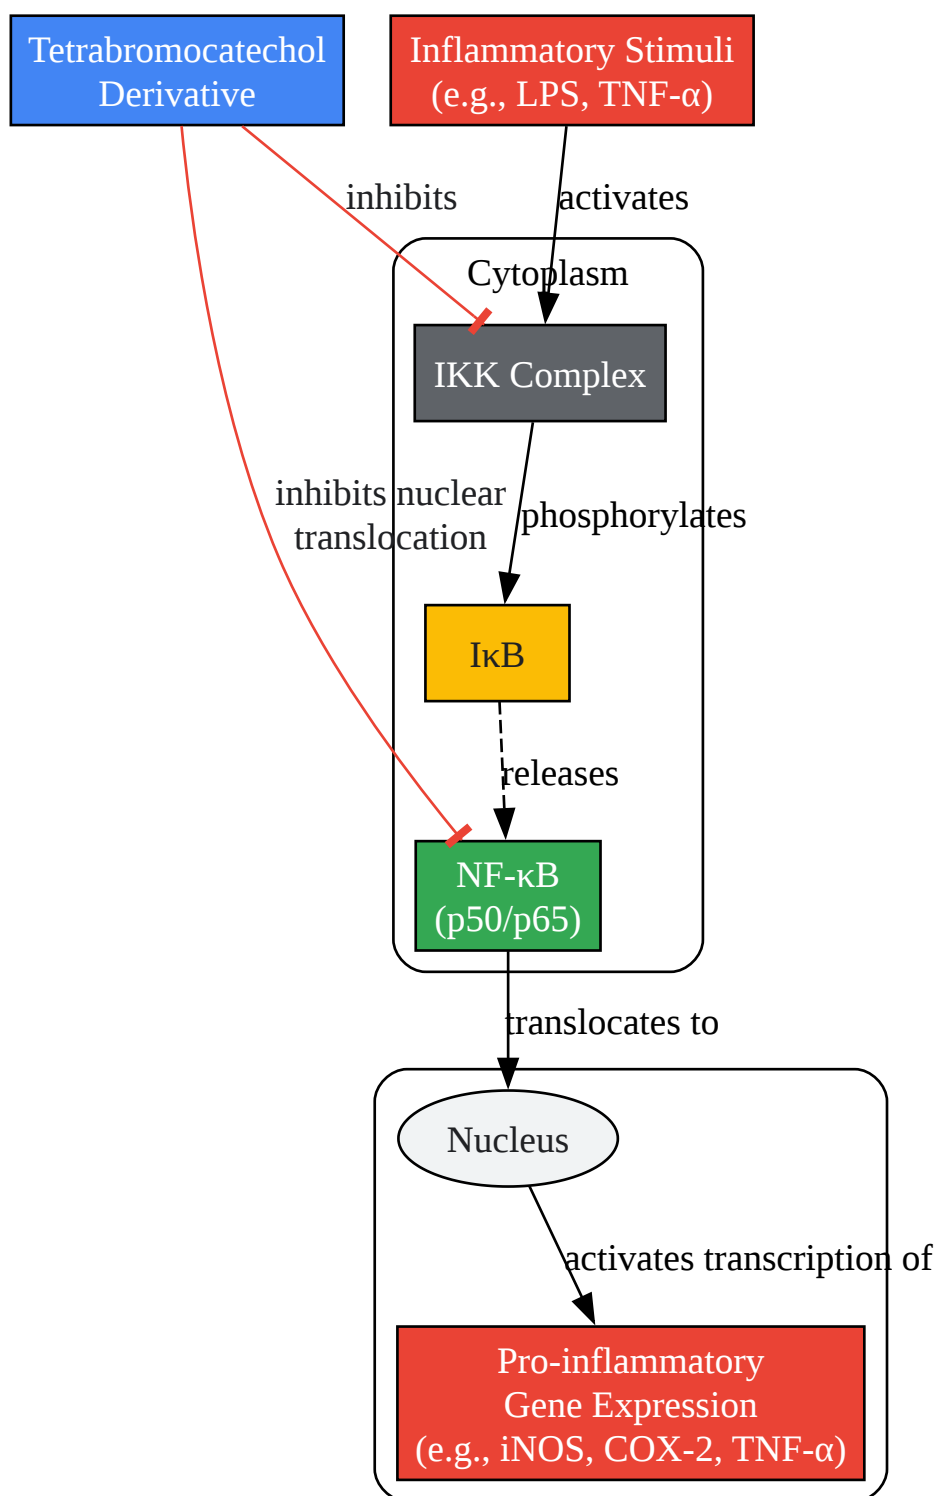 Tetrabromocatechol
Derivative
Inflammatory Stimuli
(e.g., LPS, TNF-α)
inhibits
activates
Cytoplasm
IKK Complex
inhibits nuclear
translocation
phosphorylates
IκB
releases
NF-κB
(p50/p65)
translocates to
Nucleus
activates transcription of
Pro-inflammatory
Gene Expression
(e.g., iNOS, COX-2, TNF-α)